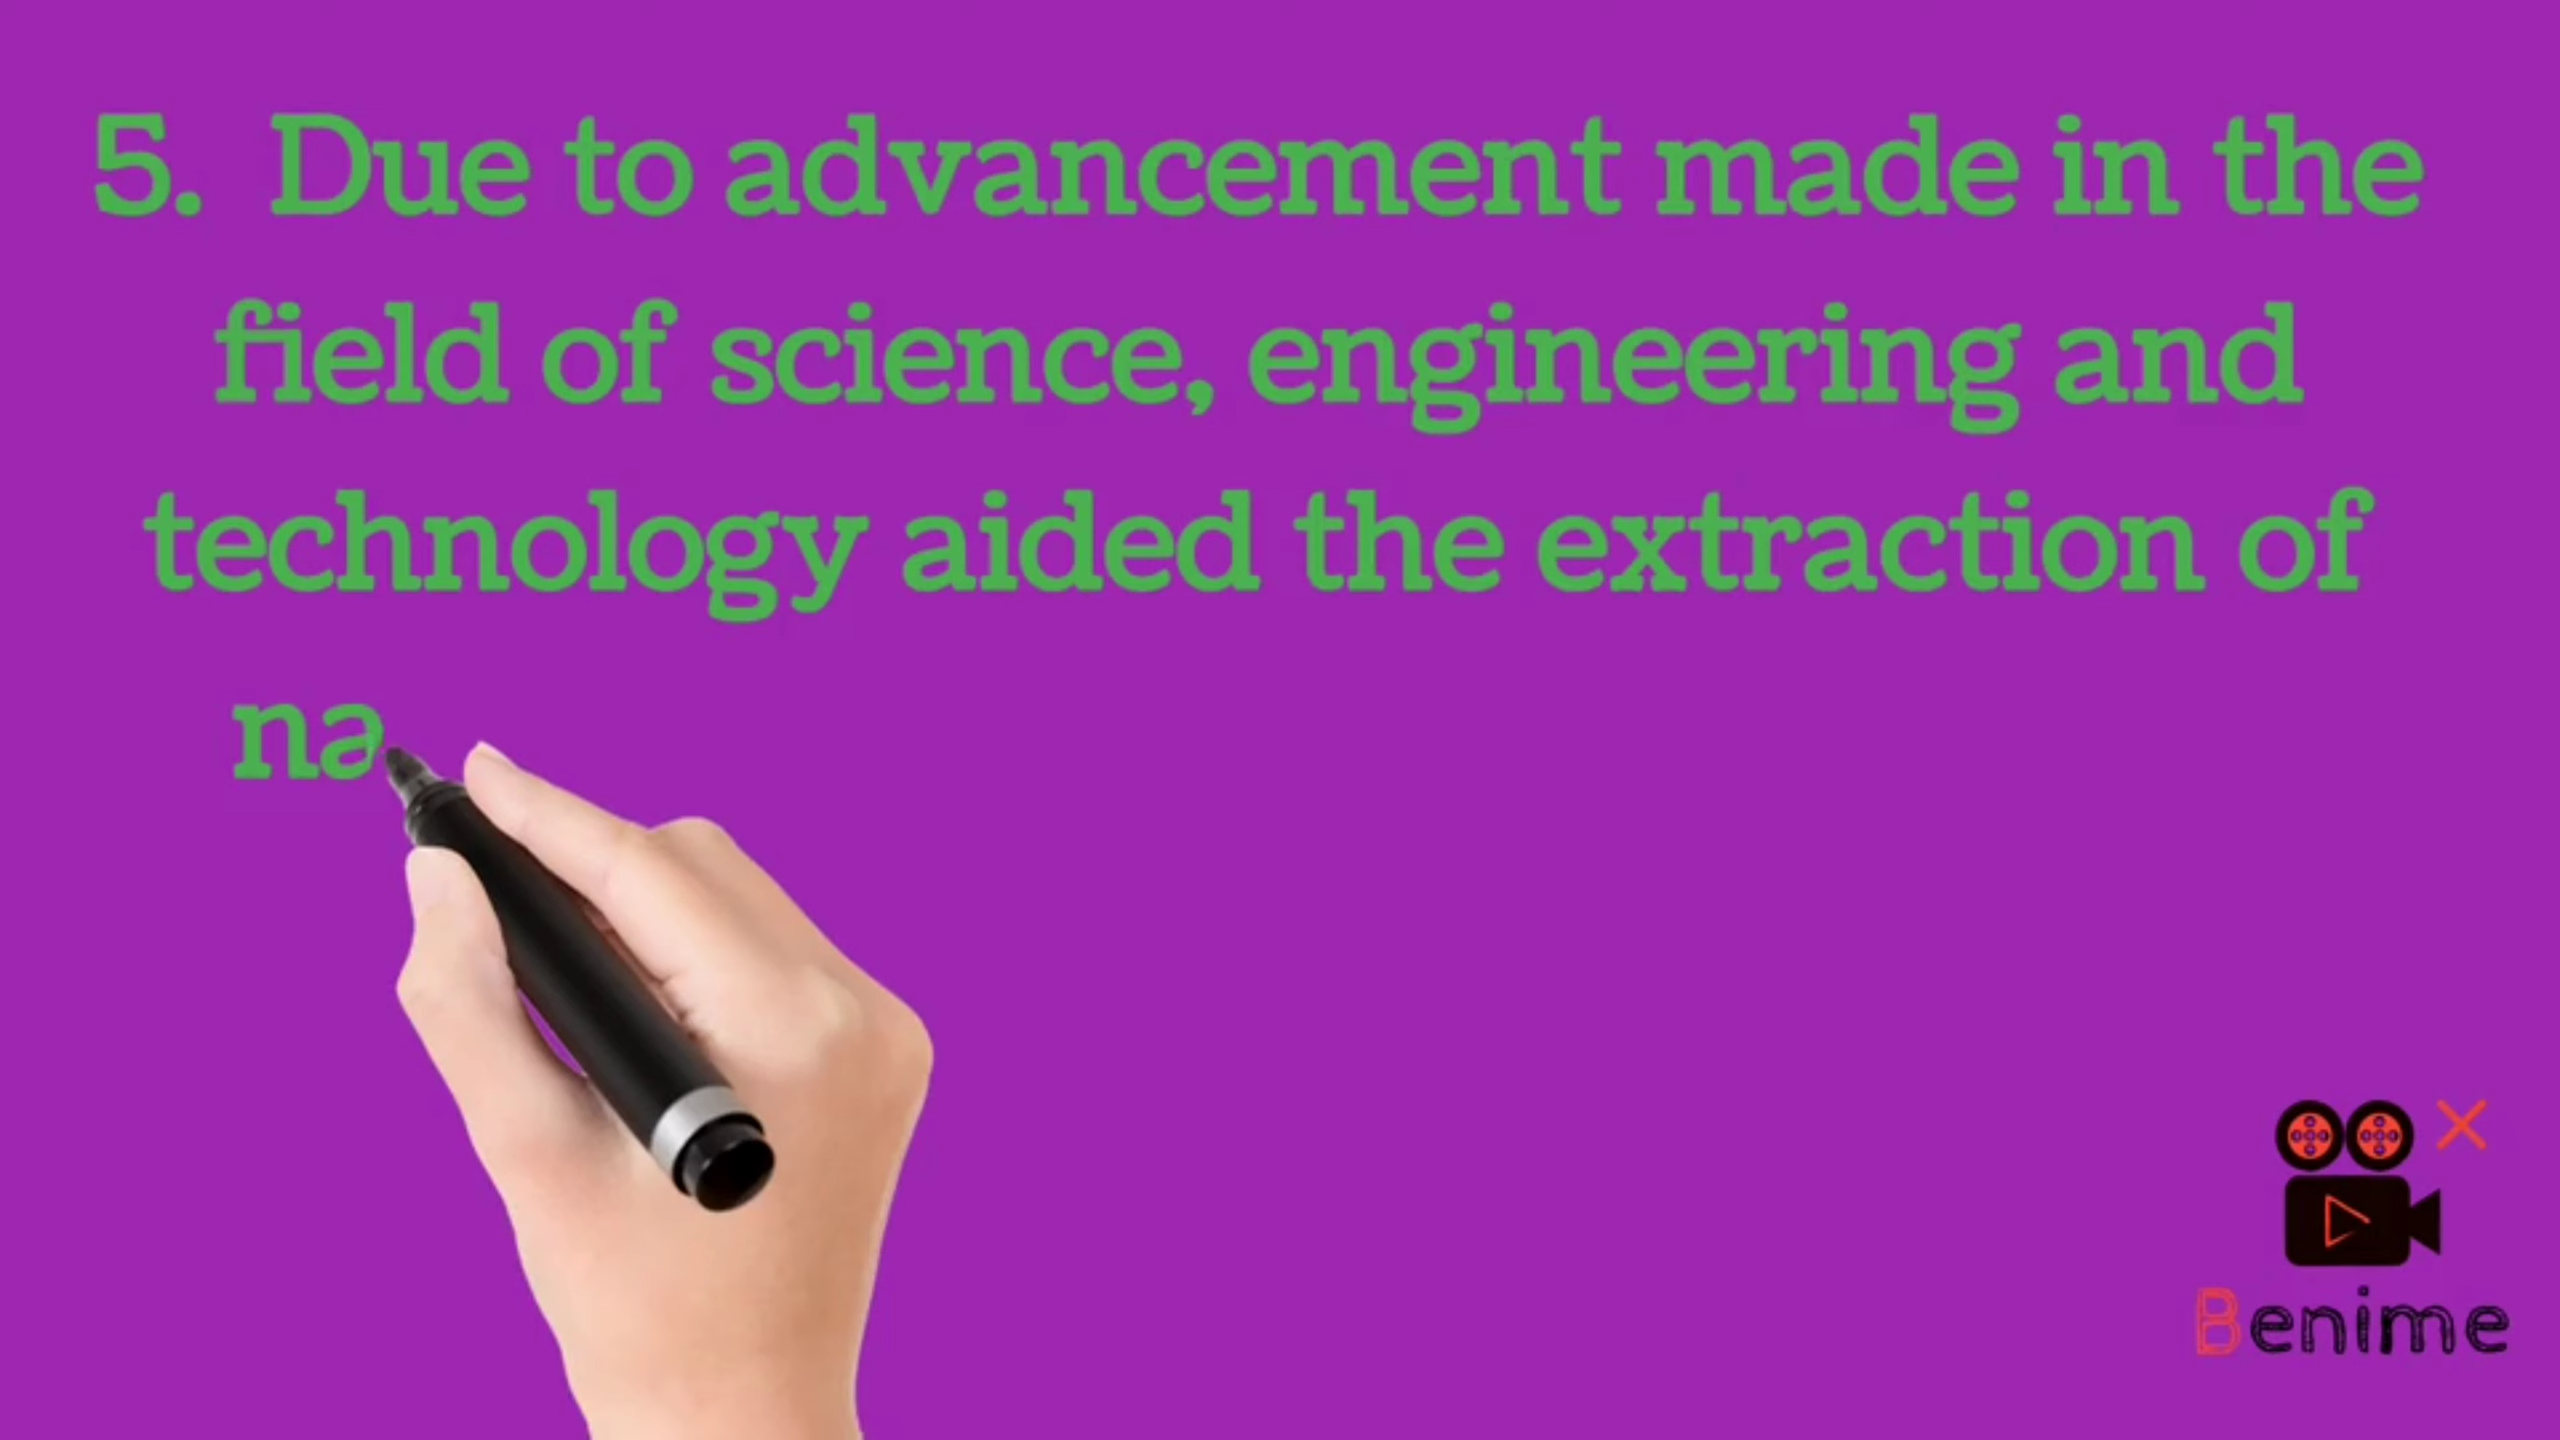 5. Due to advancement made in the
field of science, engineering and
technology aided the extraction of
na
Benime